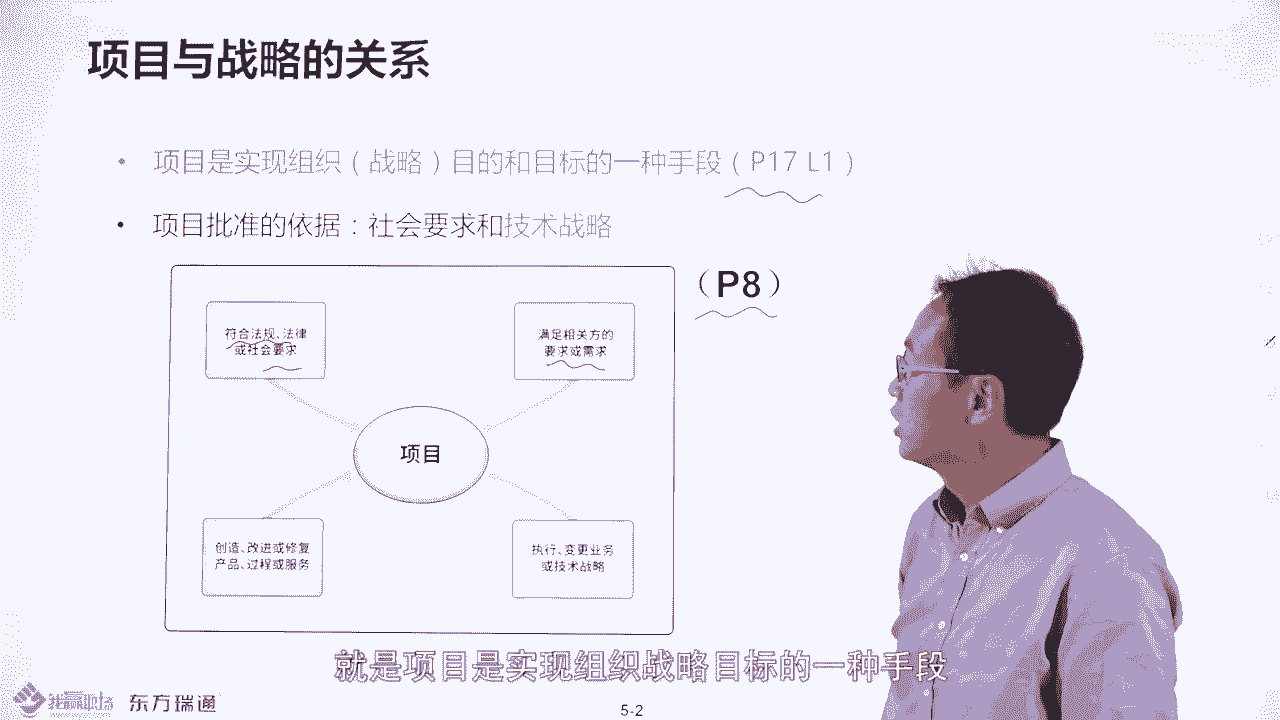 项目与战略的关系
• 项目是实现组织（战略）目的和目标的一种手段（P17 L1）
• 项目批准的依据：社会要求和技术战略
（P8）
符合法规、法律
或社会要求
满足相关方的
要求或需求
项目
创造、改进或修复
产品、过程或服务
执行、变更业务
或技术战略
就是项目是实现组织战略目标的一种手段
东方瑞通
5-2